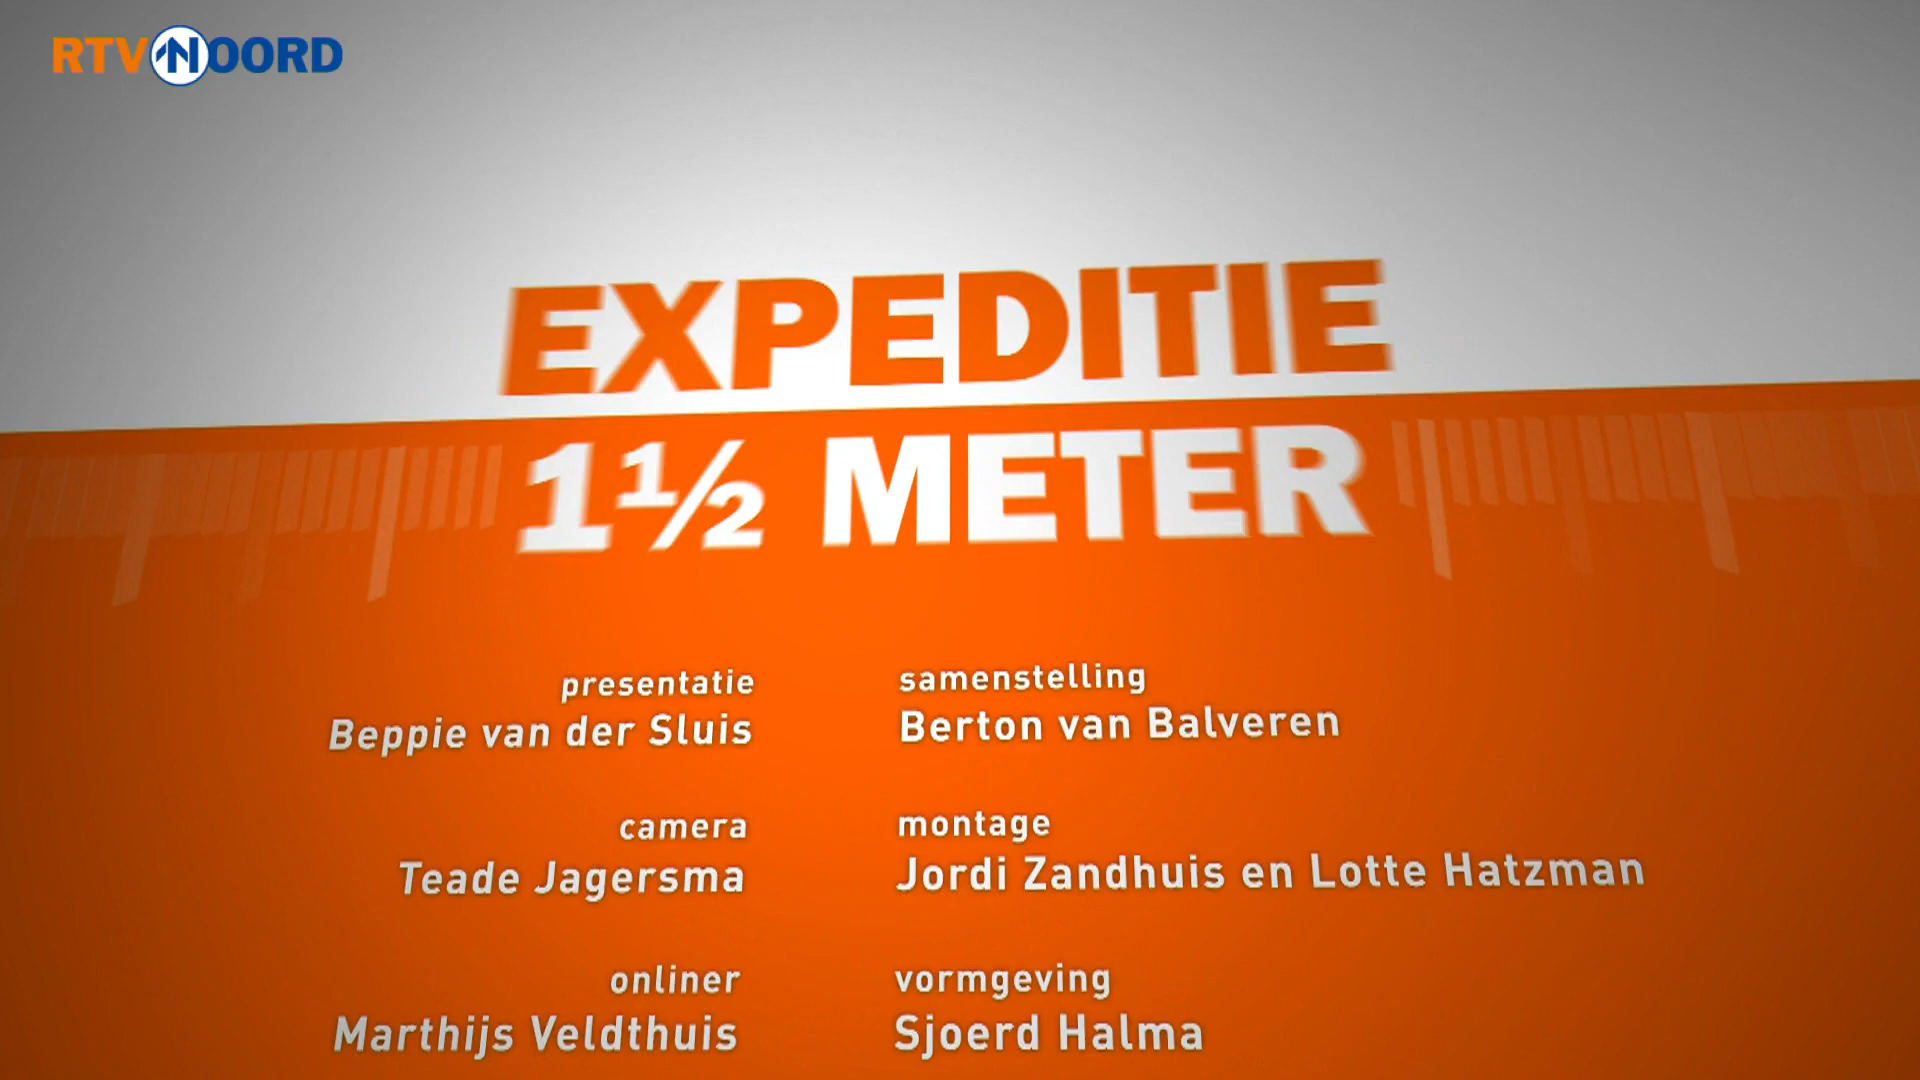 RTV NOORD
EXPEDITIE
1½ METER
presentatie
Beppie van der Sluis
samenstelling
Berton van Balveren
camera
Teade Jagersma
montage
Jordi Zandhuis en Lotte Hatzman
onliner
Marthijs Veldthuis
vormgeving
Sjoerd Halma